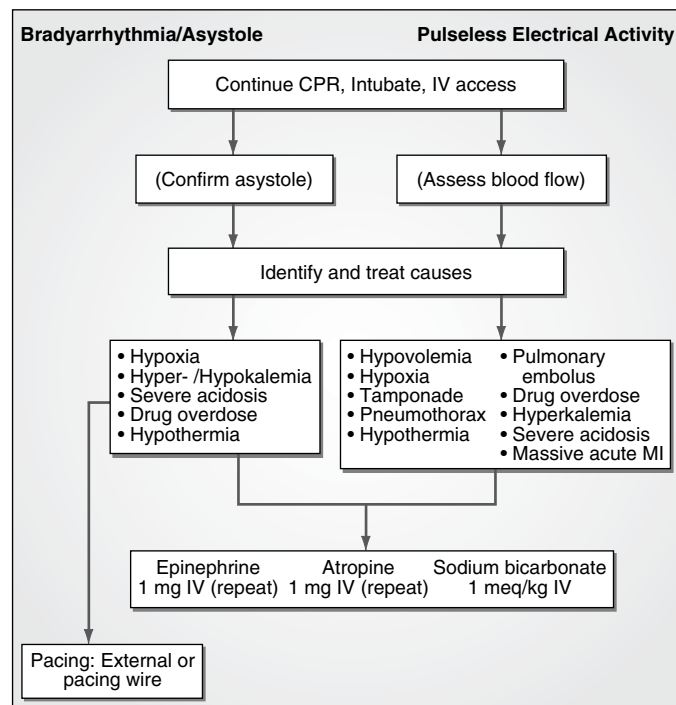 Bradyarrhythmia/Asystole
Pulseless Electrical Activity
Continue CPR, Intubate, IV access
(Confirm asystole)
(Assess blood flow)
Identify and treat causes
• Hypoxia
• Hyper- /Hypokalemia
• Severe acidosis
• Drug overdose
• Hypothermia
• Hypovolemia
• Hypoxia
• Tamponade
• Pneumothorax
• Hypothermia
• Pulmonary
embolus
• Drug overdose
• Hyperkalemia
• Severe acidosis
• Massive acute MI
Epinephrine
1 mg IV (repeat)
Atropine
1 mg IV (repeat)
Sodium bicarbonate
1 meq/kg IV
Pacing: External or
pacing wire